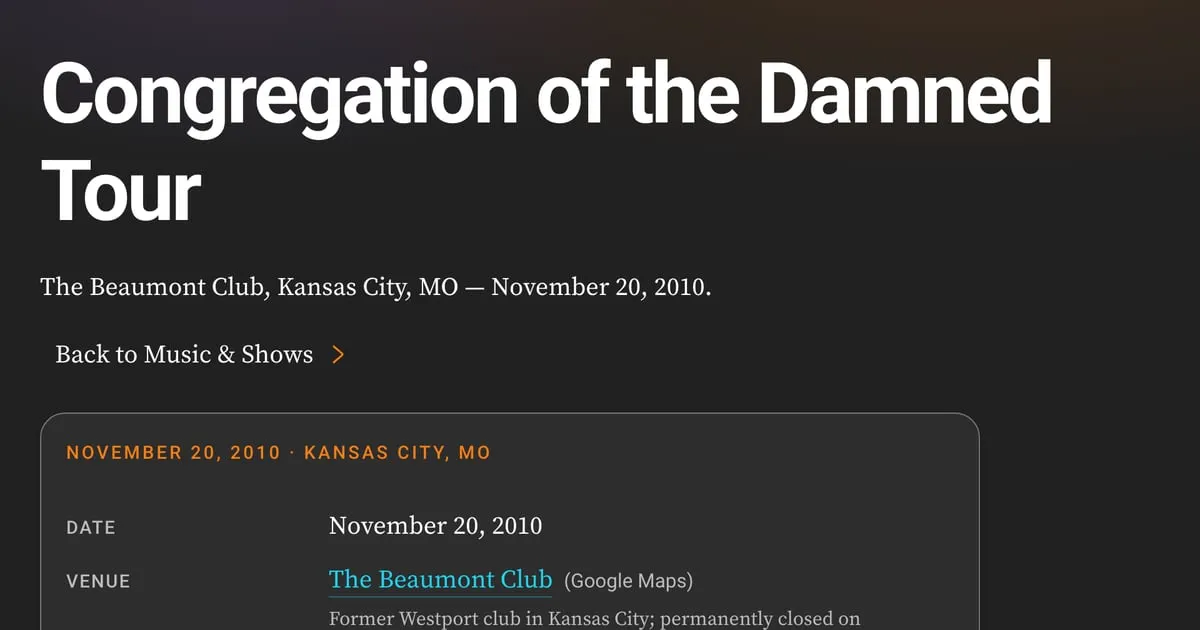 Congregation of the Damned
Tour
The Beaumont Club, Kansas City, MO — November 20, 2010.
Back to Music & Shows
NOVEMBER 20, 2010 · KANSAS CITY, MO
DATE November 20, 2010
VENUE The Beaumont Club (Google Maps)
Former Westport club in Kansas City; permanently closed on